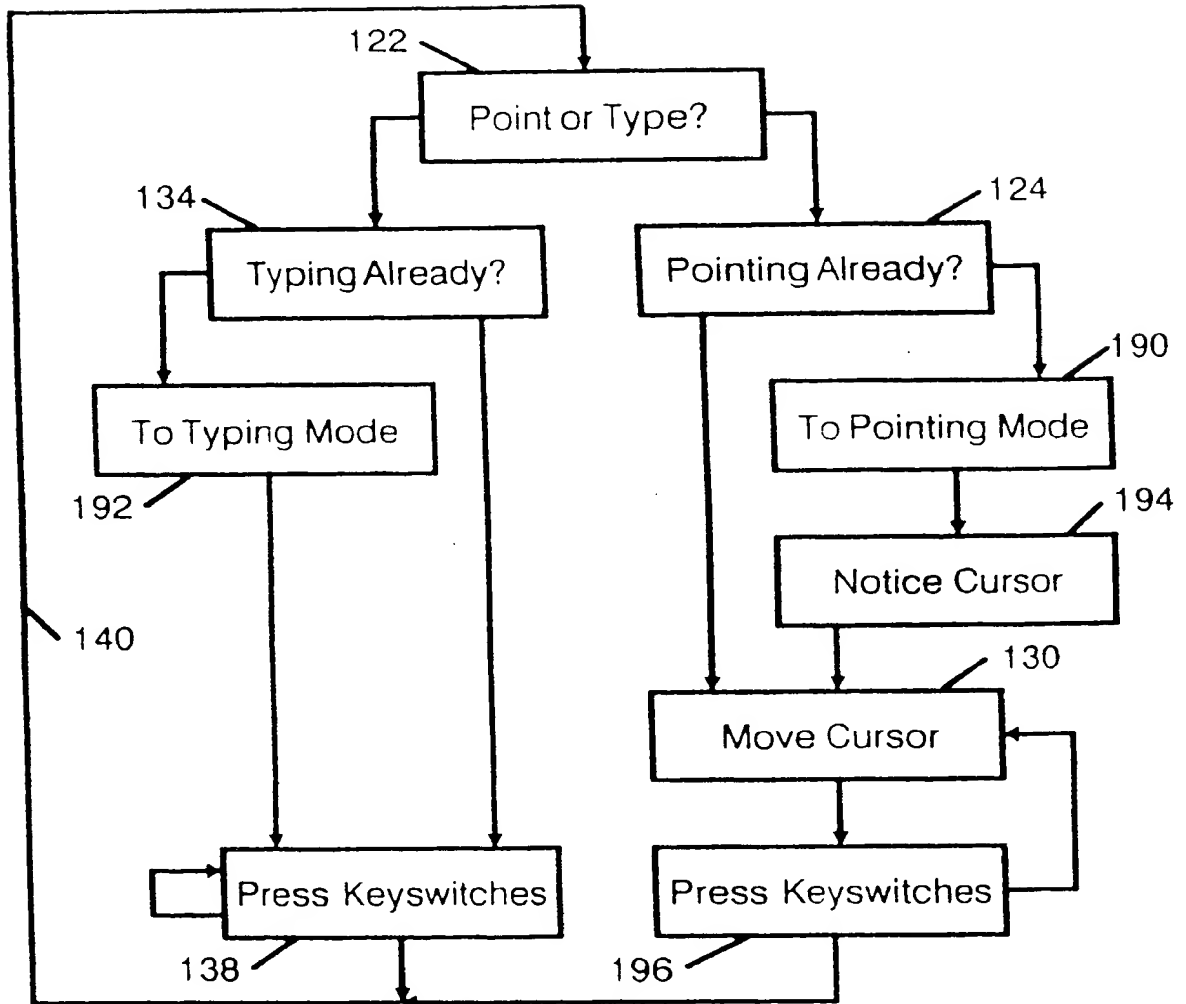 122
Point or Type?
134
124
Typing Already?
Pointing Already?
190
To Typing Mode
To Pointing Mode
192
194
Notice Cursor
140
130
Move Cursor
Press Keyswitches
Press Keyswitches
138
196